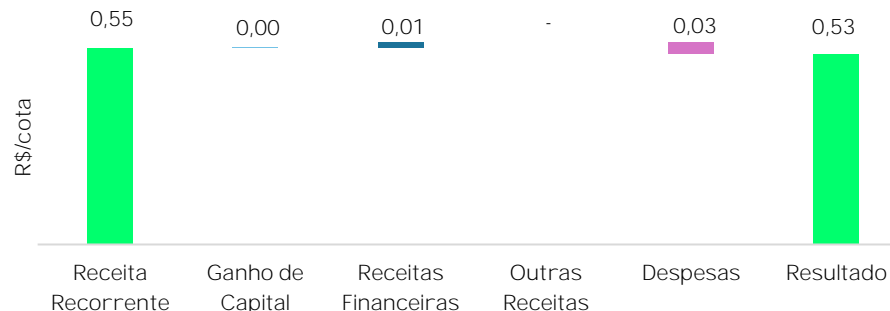 0,55
0,00
0,01
-
0,03
0,53
R$/cota
Receita
Recorrente
Ganho de
Capital
Receitas
Financeiras
Outras
Receitas
Despesas
Resultado